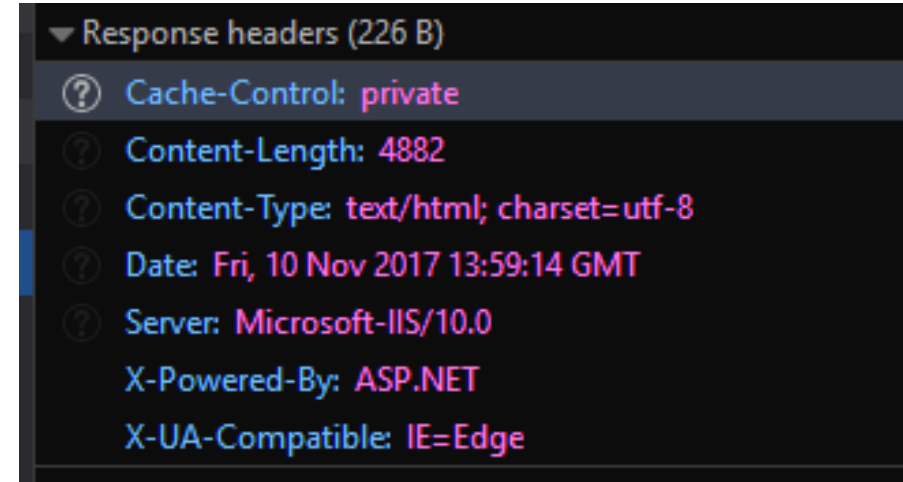 Response headers (226 B)
Cache-Control: private
Content-Length: 4882
Content-Type: text/html; charset=utf-8
Date: Fri, 10 Nov 2017 13:59:14 GMT
Server: Microsoft-IIS/10.0
X-Powered-By: ASP.NET
X-UA-Compatible: IE=Edge